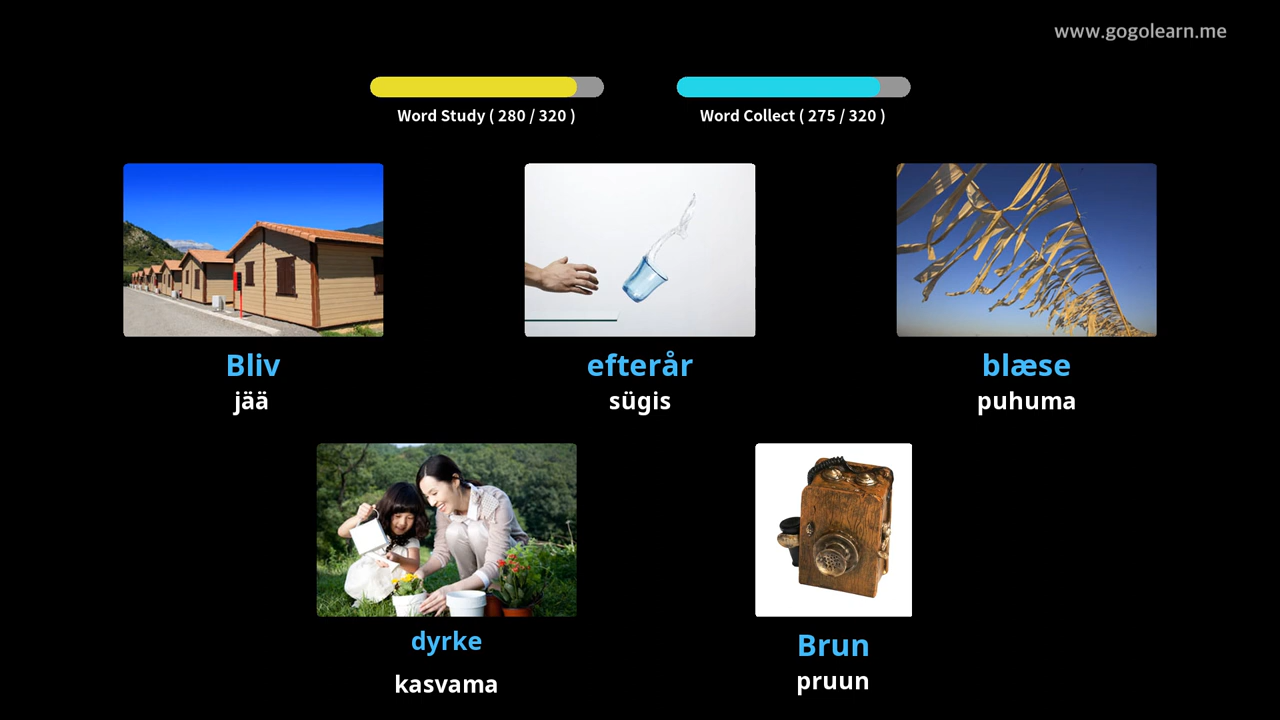 www.gogolearn.me
Word Study ( 280 / 320 )
Word Collect ( 275 / 320 )
Bliv
jää
efterår
sügis
blæse
puhuma
dyrke
kasvama
Brun
pruun